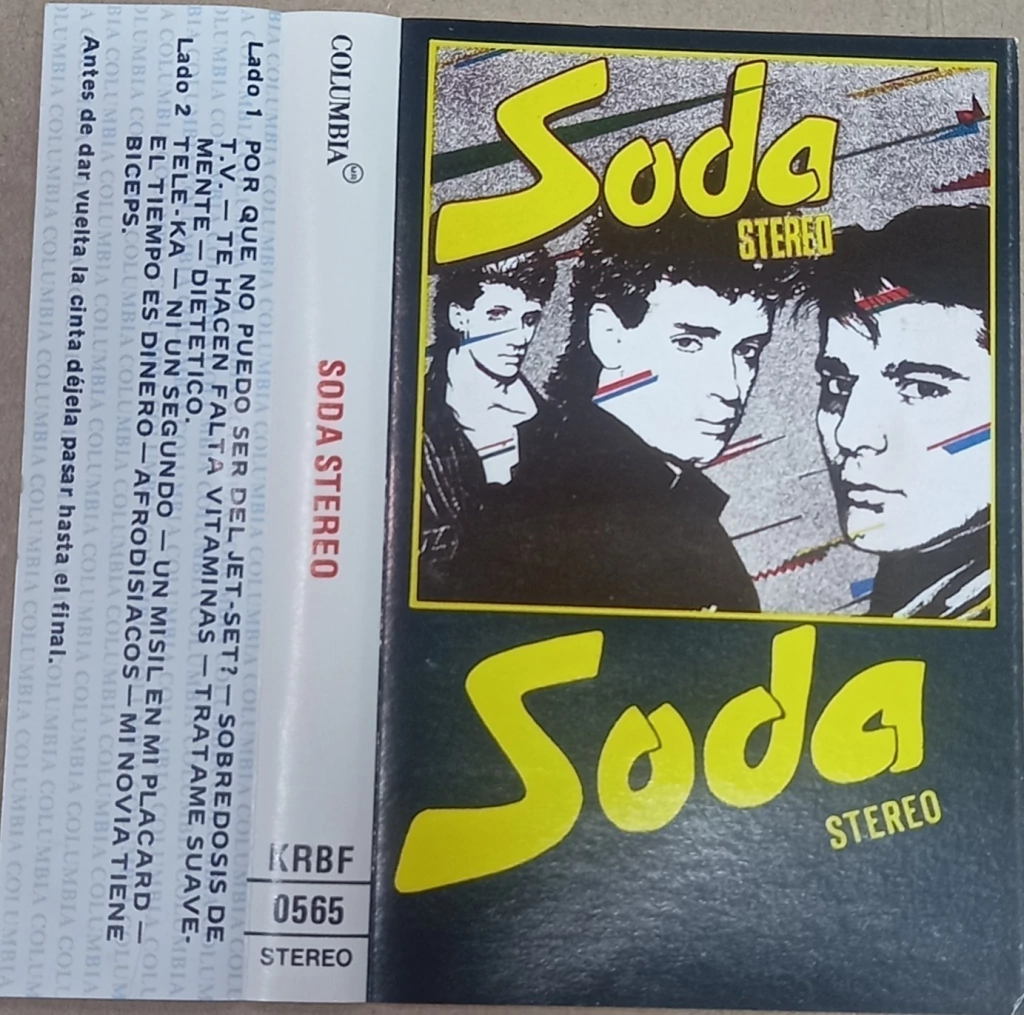 Soda
STEREO
Soda
STEREO
COLUMBIA MR
SODA STEREO
KRBF
0565
STEREO
Lado 1 POR QUE NO PUEDO SER DEL JET-SET? — SOBREDOSIS DE
T.V. — TE HACEN FALTA VITAMINAS — TRATAME SUAVE-
MENTE — DIETETICO.
Lado 2 TELE-KA — NI UN SEGUNDO — UN MISIL EN MI PLACARD —
EL TIEMPO ES DINERO — AFRODISIACOS — MI NOVIA TIENE
BICEPS.
Antes de dar vuelta la cinta déjela pasar hasta el final.